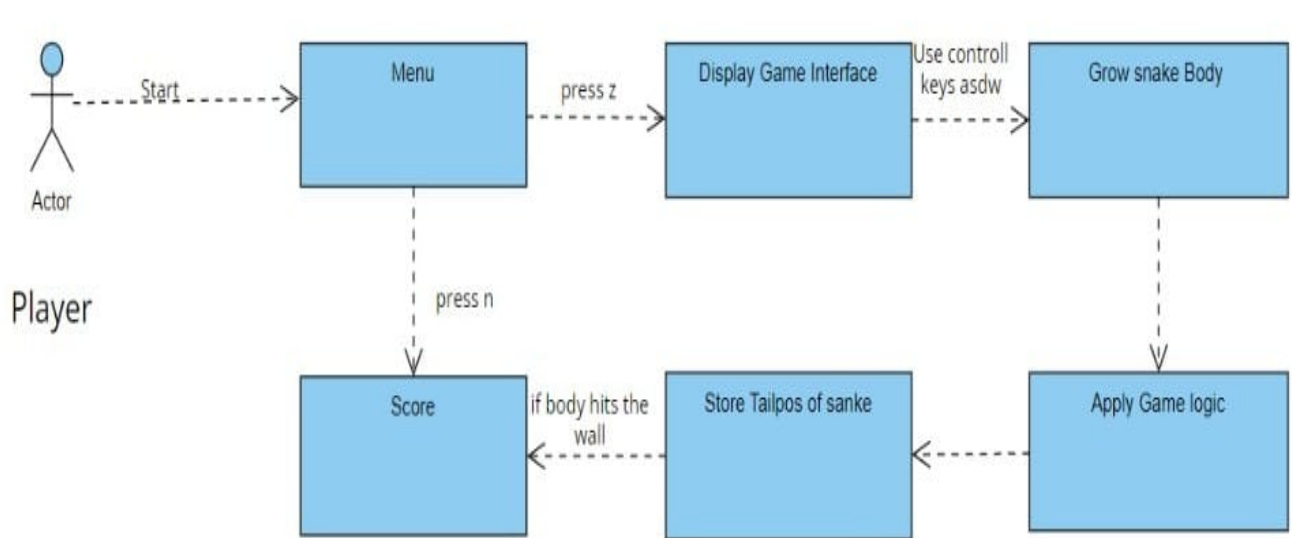 Start
Menu
press z
Display Game Interface
Use controll
keys asdw
Grow snake Body
Actor
Player
press n
Score
if body hits the
wall
Store Tailpos of sanke
Apply Game logic